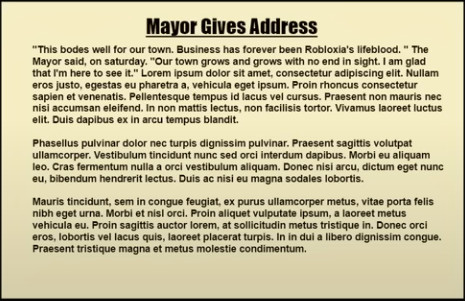 Mayor Gives Address
"This bodes well for our town. Business has forever been Robloxia's lifeblood. " The
Mayor said, on saturday. "Our town grows and grows with no end in sight. I am glad
that I'm here to see it." Lorem ipsum dolor sit amet, consectetur adipiscing elit. Nullam
eros justo, egestas eu pharetra a, vehicula eget ipsum. Proin rhoncus consectetur
sapien et venenatis. Pellentesque tempus id lacus vel cursus. Praesent non mauris nec
nisi accumsan eleifend. In non mattis lectus, non facilisis tortor. Vivamus laoreet luctus
elit. Duis dapibus ex in arcu tempus blandit.
Phasellus pulvinar dolor nec turpis dignissim pulvinar. Praesent sagittis volutpat
ullamcorper. Vestibulum tincidunt nunc sed orci interdum dapibus. Morbi eu aliquam
leo. Cras fermentum nulla a orci vestibulum aliquam. Donec nisi arcu, dictum eget nunc
eu, bibendum hendrerit lectus. Duis ac nisi eu magna sodales lobortis.
Mauris tincidunt, sem in congue feugiat, ex purus ullamcorper metus, vitae porta felis
nibh eget urna. Morbi et nisl orci. Proin aliquet vulputate ipsum, a laoreet metus
vehicula eu. Proin sagittis auctor lorem, at sollicitudin metus tristique in. Donec orci
eros, lobortis vel lacus quis, laoreet placerat turpis. In in dui a libero dignissim congue.
Praesent tristique magna et metus molestie condimentum.